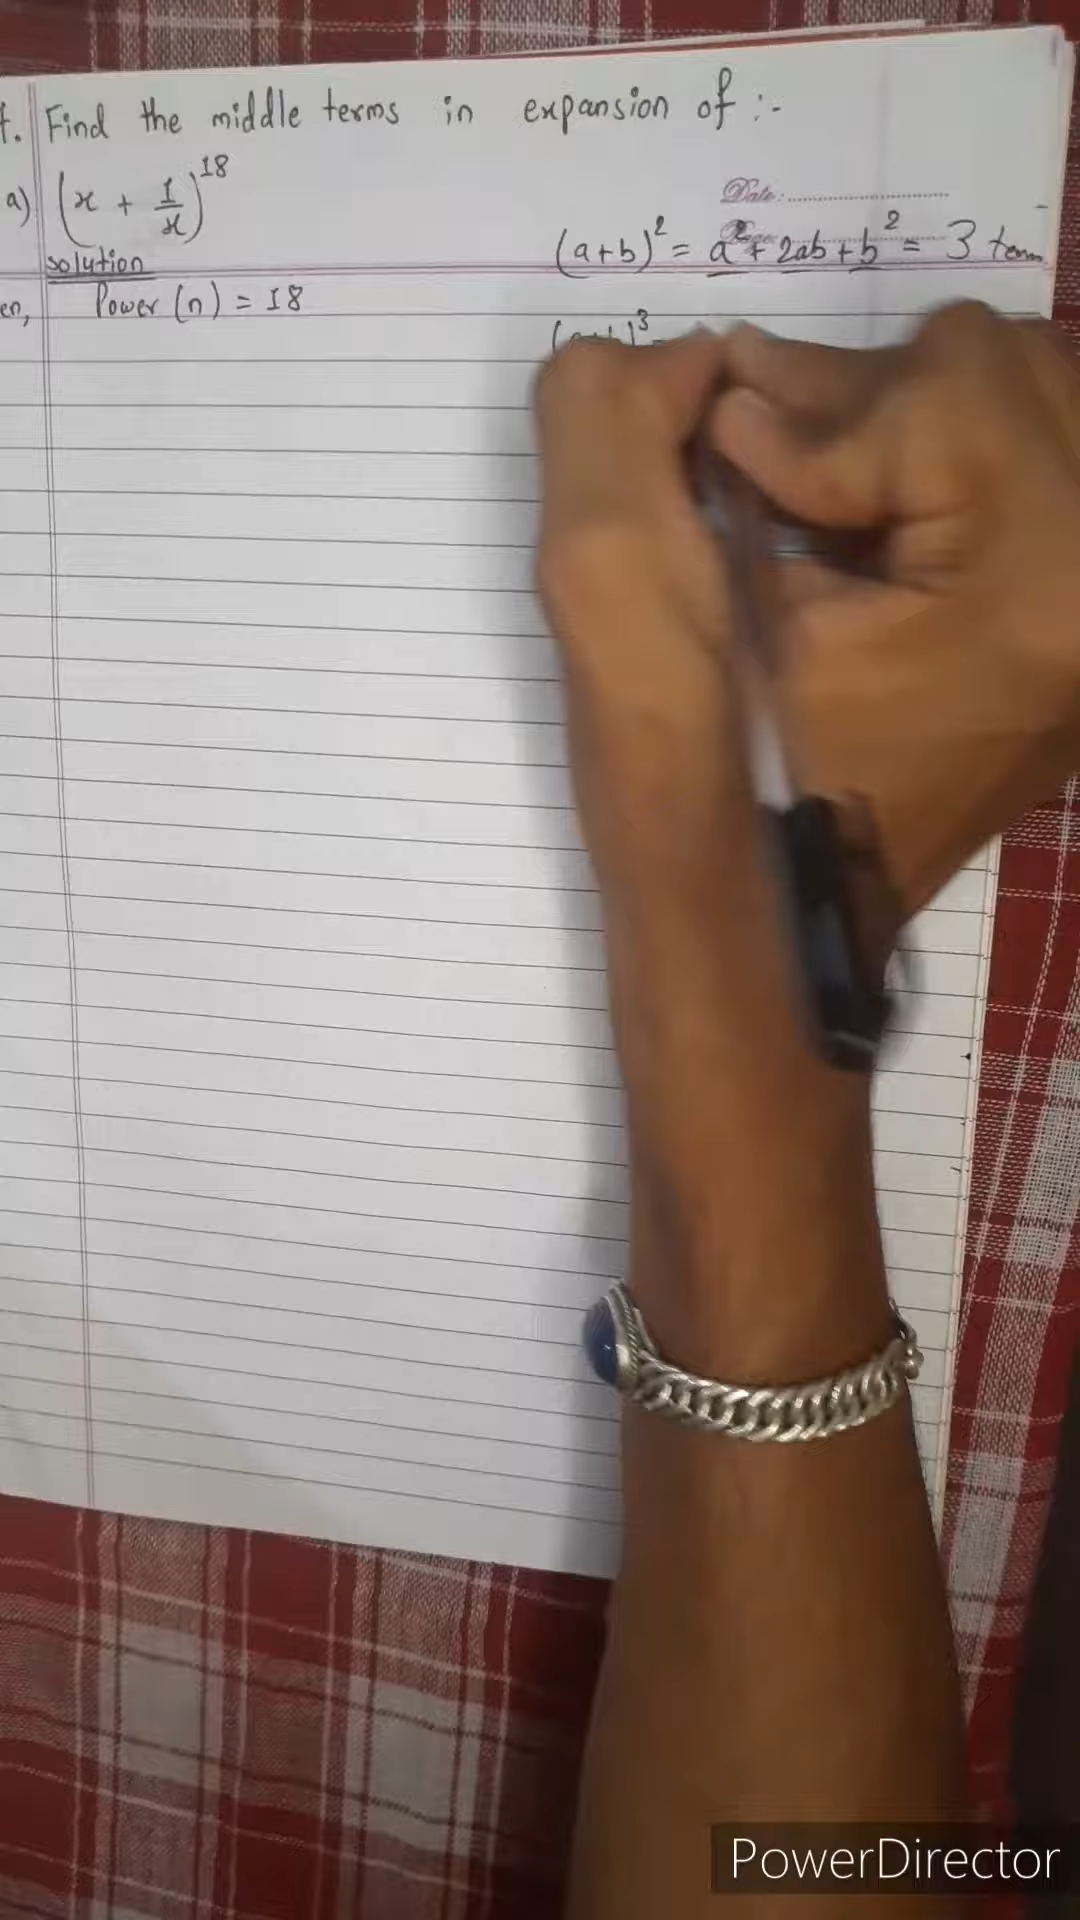 Find the middle terms in expansion of :-
a) (x + 1/x)^18
Date:
(a+b)^2 = a^2 + 2ab + b^2 = 3 term
solution
en, Power (n) = 18
PowerDirector